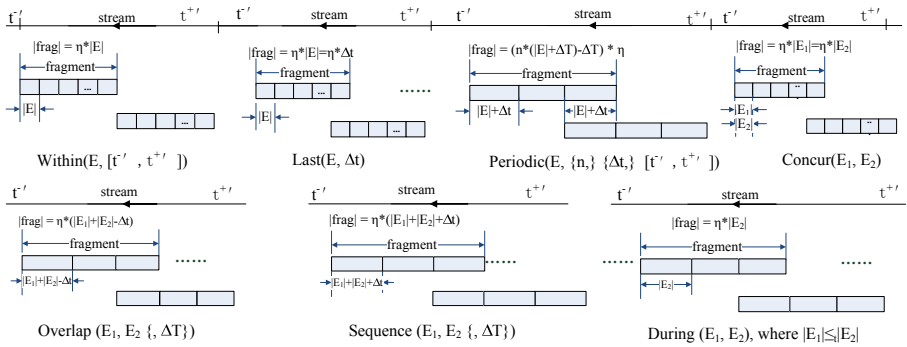 t⁻′ stream t⁺′
|frag| = η*|E|
fragment
...
|E|
...
Within(E, [t⁻′ , t⁺′ ])
stream
|frag|= η*|E|=η*Δt
fragment
...
|E|
...
......
Last(E, Δt)
t⁻′ stream t⁺′
|frag|= (n*(|E|+ΔT)-ΔT) * η
fragment
|E|+Δt
|E|+Δt
Periodic(E, {n,} {Δt,} [t⁻′ , t⁺′ ])
t⁻′ stream t⁺′
|frag| = η*|E₁|=η*|E₂|
fragment
|E₁|
|E₂|
Concur(E₁, E₂)
t⁻′ stream t⁺′
|frag|= η*(|E₁|+|E₂|-Δt)
fragment
......
|E₁|+|E₂|-Δt
Overlap (E₁, E₂ {, ΔT})
stream
|frag|= η*(|E₁|+|E₂|+Δt)
fragment
......
|E₁|+|E₂|+Δt
Sequence (E₁, E₂ {, ΔT})
t⁻′ stream t⁺′
|frag| = η*|E₂|
fragment
......
......
|E₂|
During (E₁, E₂), where |E₁|≤ₜ|E₂|